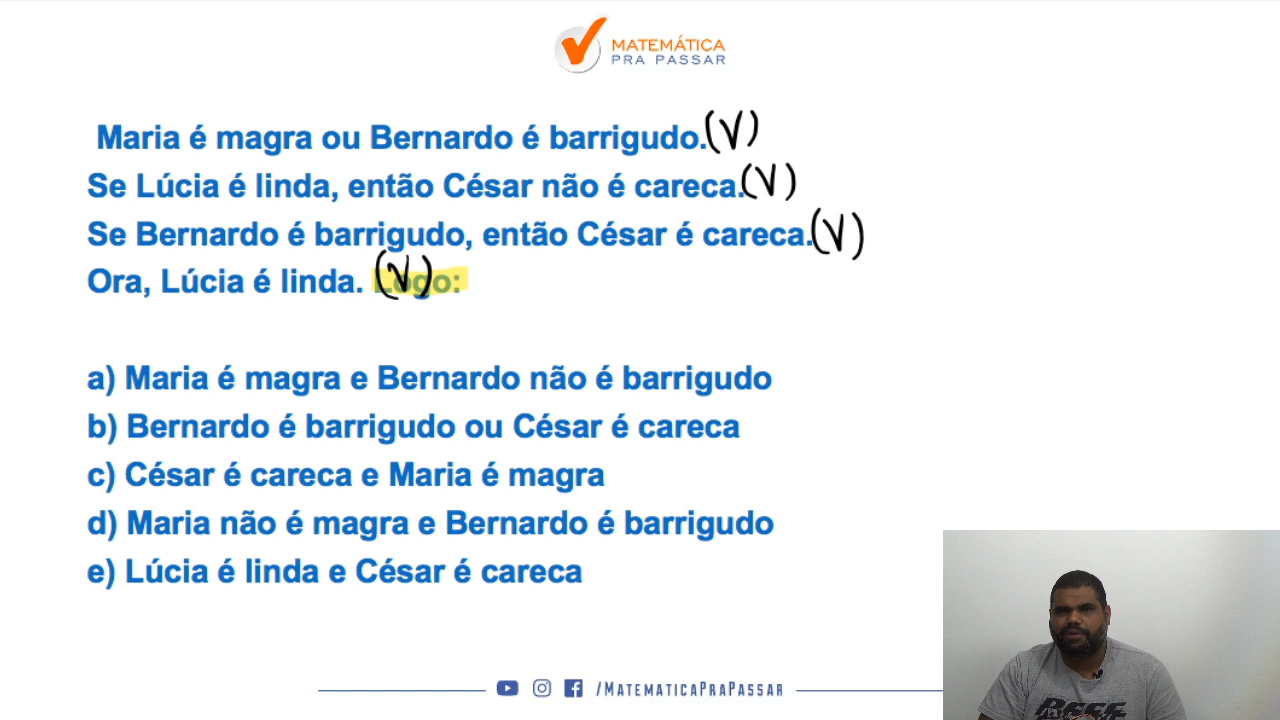 MATEMÁTICA
PRA PASSAR
Maria é magra ou Bernardo é barrigudo. (V)
Se Lúcia é linda, então César não é careca. (V)
Se Bernardo é barrigudo, então César é careca. (V)
Ora, Lúcia é linda. (V) Logo:
a) Maria é magra e Bernardo não é barrigudo
b) Bernardo é barrigudo ou César é careca
c) César é careca e Maria é magra
d) Maria não é magra e Bernardo é barrigudo
e) Lúcia é linda e César é careca
/MATEMATICAPRAPASSAR